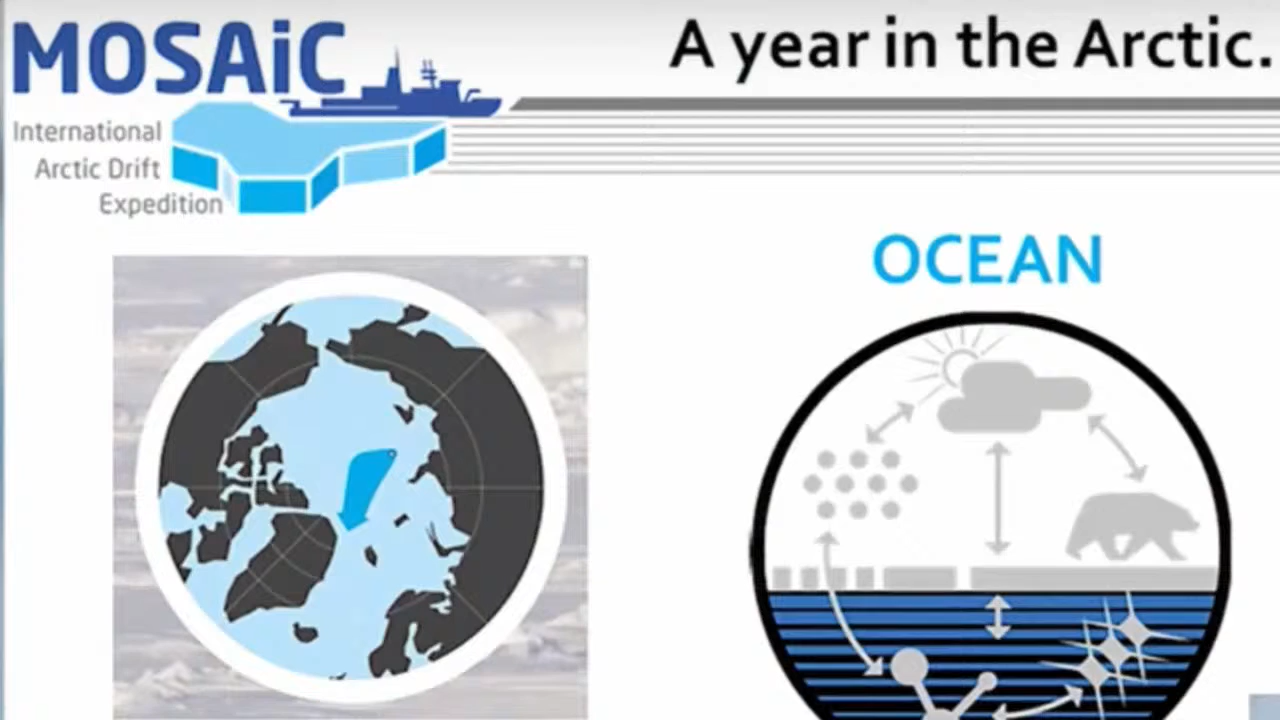 MOSAiC
A year in the Arctic.
International
Arctic Drift
Expedition
OCEAN